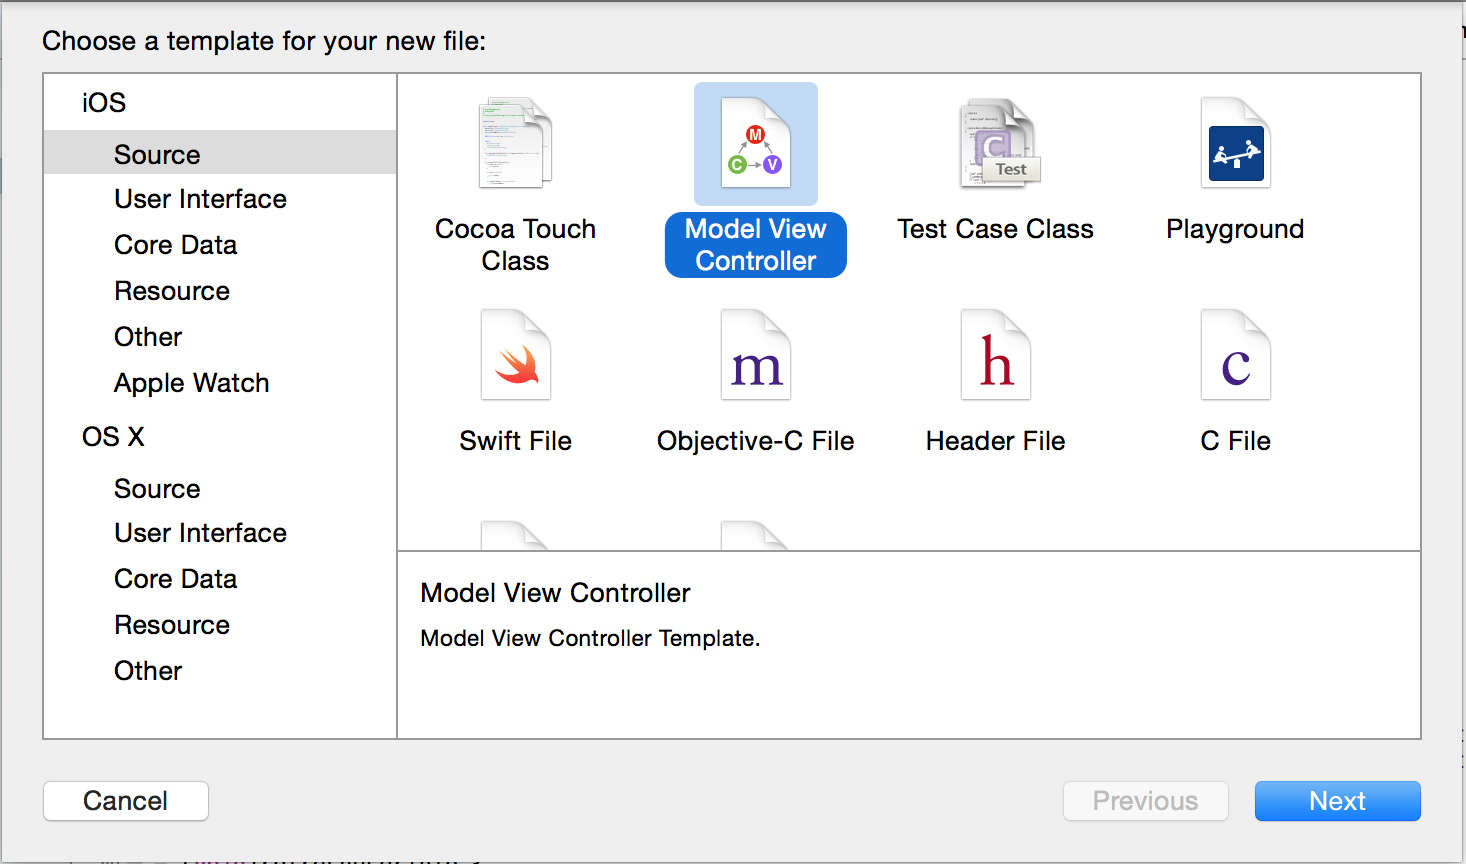 Choose a template for your new file:
iOS
Source
User Interface
Core Data
Resource
Other
Apple Watch
OS X
Source
User Interface
Core Data
Resource
Other
M
C
V
C
Test
Cocoa Touch
Class
Model View
Controller
Test Case Class
Playground
m
h
c
Swift File
Objective-C File
Header File
C File
Model View Controller
Model View Controller Template.
Cancel
Previous
Next